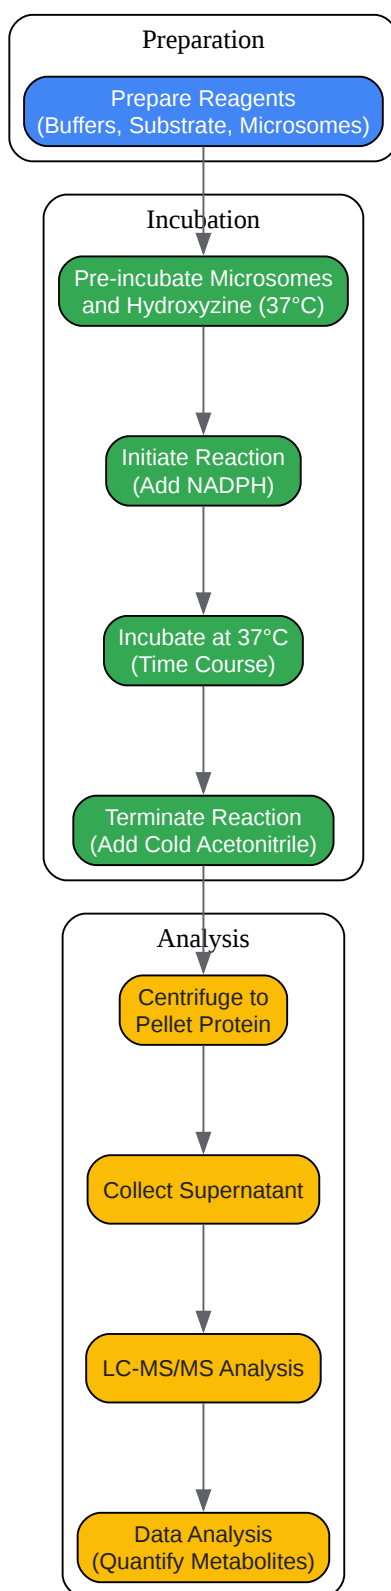 Preparation
Prepare Reagents
(Buffers, Substrate, Microsomes)
Incubation
Pre-incubate Microsomes
and Hydroxyzine (37°C)
Initiate Reaction
(Add NADPH)
Incubate at 37°C
(Time Course)
Terminate Reaction
(Add Cold Acetonitrile)
Analysis
Centrifuge to
Pellet Protein
Collect Supernatant
LC-MS/MS Analysis
Data Analysis
(Quantify Metabolites)